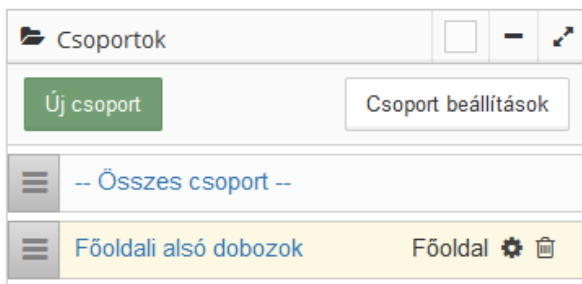 Csoportok
Új csoport Csoport beállítások
-- Összes csoport --
Főoldali alsó dobozok Főoldal